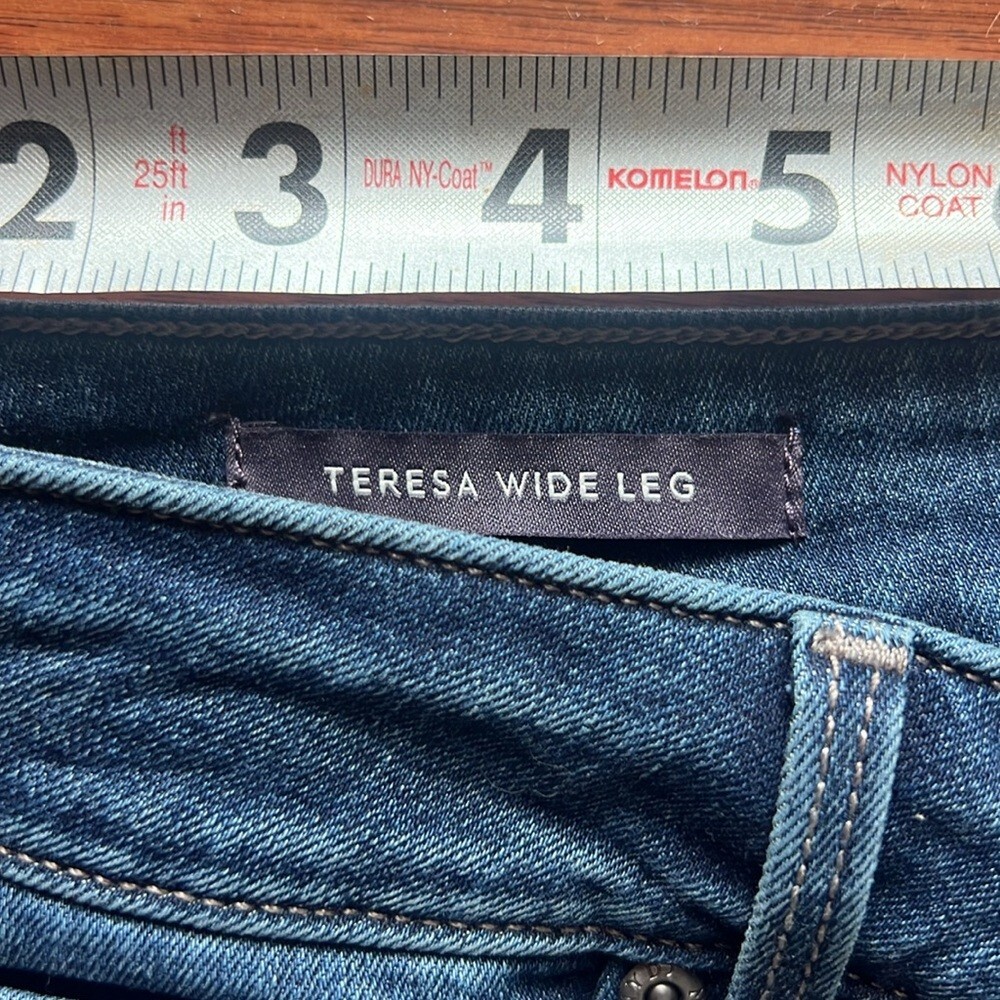 2 ft 25ft in 3 DURA NY-Coat™ 4 KOMELON® 5 NYLON COAT
TERESA WIDE LEG